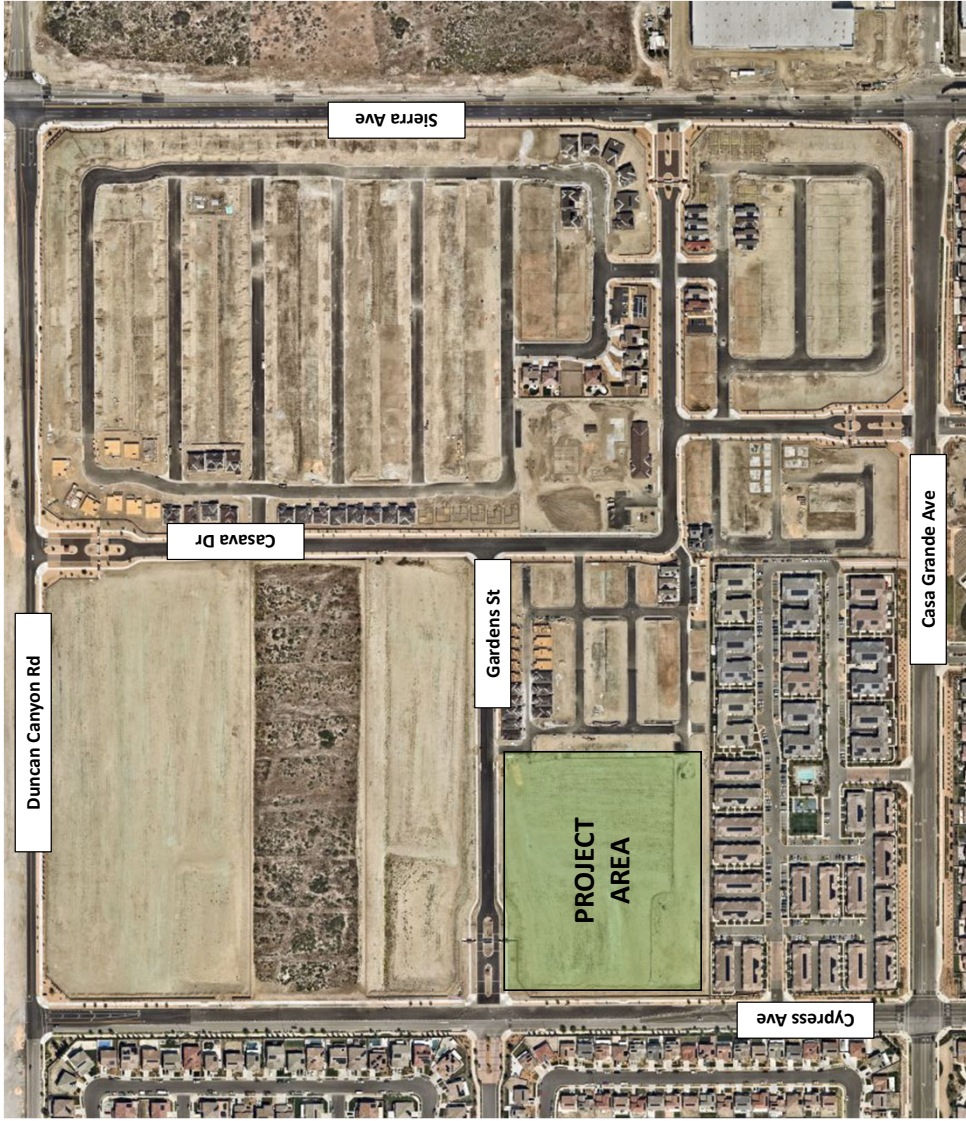 Sierra Ave
Casava Dr
Duncan Canyon Rd
Gardens St
Casa Grande Ave
PROJECT
AREA
Cypress Ave